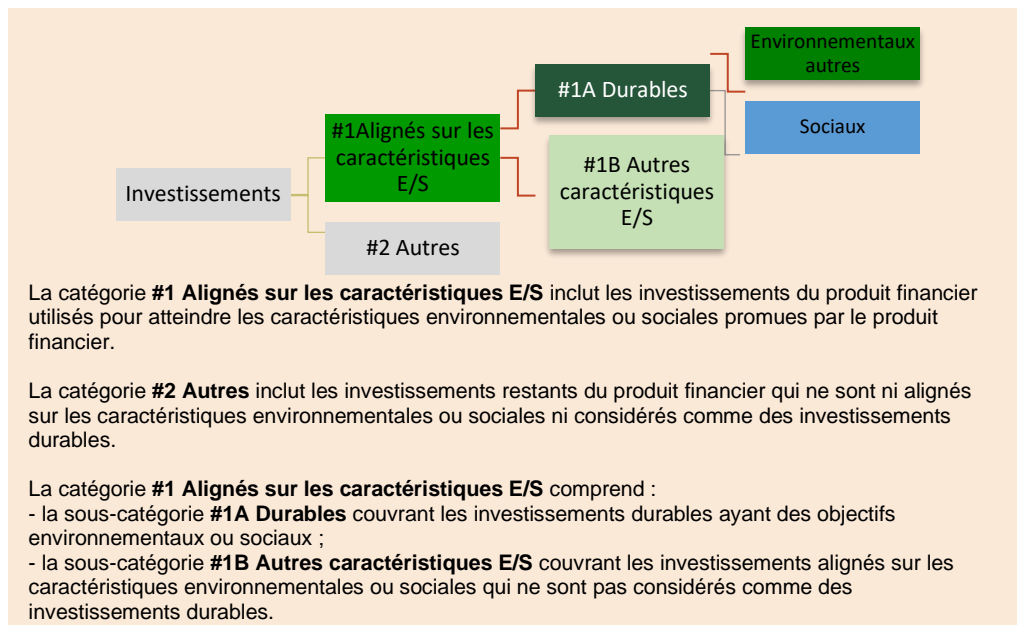 Environnementaux
autres
#1A Durables
Sociaux
#1Alignés sur les
caractéristiques
E/S
#1B Autres
caractéristiques
E/S
Investissements
#2 Autres
La catégorie #1 Alignés sur les caractéristiques E/S inclut les investissements du produit financier
utilisés pour atteindre les caractéristiques environnementales ou sociales promues par le produit
financier.
La catégorie #2 Autres inclut les investissements restants du produit financier qui ne sont ni alignés
sur les caractéristiques environnementales ou sociales ni considérés comme des investissements
durables.
La catégorie #1 Alignés sur les caractéristiques E/S comprend :
- la sous-catégorie #1A Durables couvrant les investissements durables ayant des objectifs
environnementaux ou sociaux ;
- la sous-catégorie #1B Autres caractéristiques E/S couvrant les investissements alignés sur les
caractéristiques environnementales ou sociales qui ne sont pas considérés comme des
investissements durables.